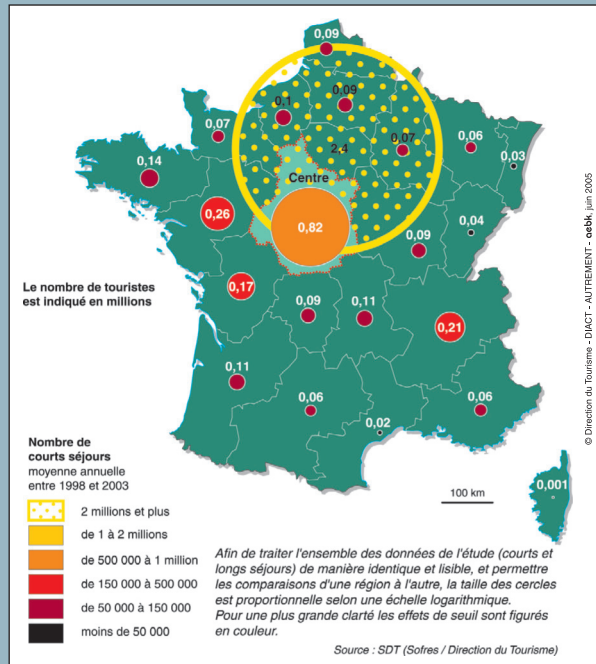 0,09
0,1
0,09
0,07
2,4
0,07
0,06
0,03
0,14
Centre
0,26
0,82
0,04
0,09
Le nombre de touristes
est indiqué en millions
0,17
0,09
0,11
0,21
0,11
0,06
0,02
0,06
0,001
100 km
Nombre de
courts séjours
moyenne annuelle
entre 1998 et 2003
2 millions et plus
de 1 à 2 millions
de 500 000 à 1 million
de 150 000 à 500 000
de 50 000 à 150 000
moins de 50 000
Afin de traiter l'ensemble des données de l'étude (courts et
longs séjours) de manière identique et lisible, et permettre
les comparaisons d'une région à l'autre, la taille des cercles
est proportionnelle selon une échelle logarithmique.
Pour une plus grande clarté les effets de seuil sont figurés
en couleur.
Source : SDT (Sofres / Direction du Tourisme)
© Direction du Tourisme - DIACT - AUTREMENT - oebk, juin 2005